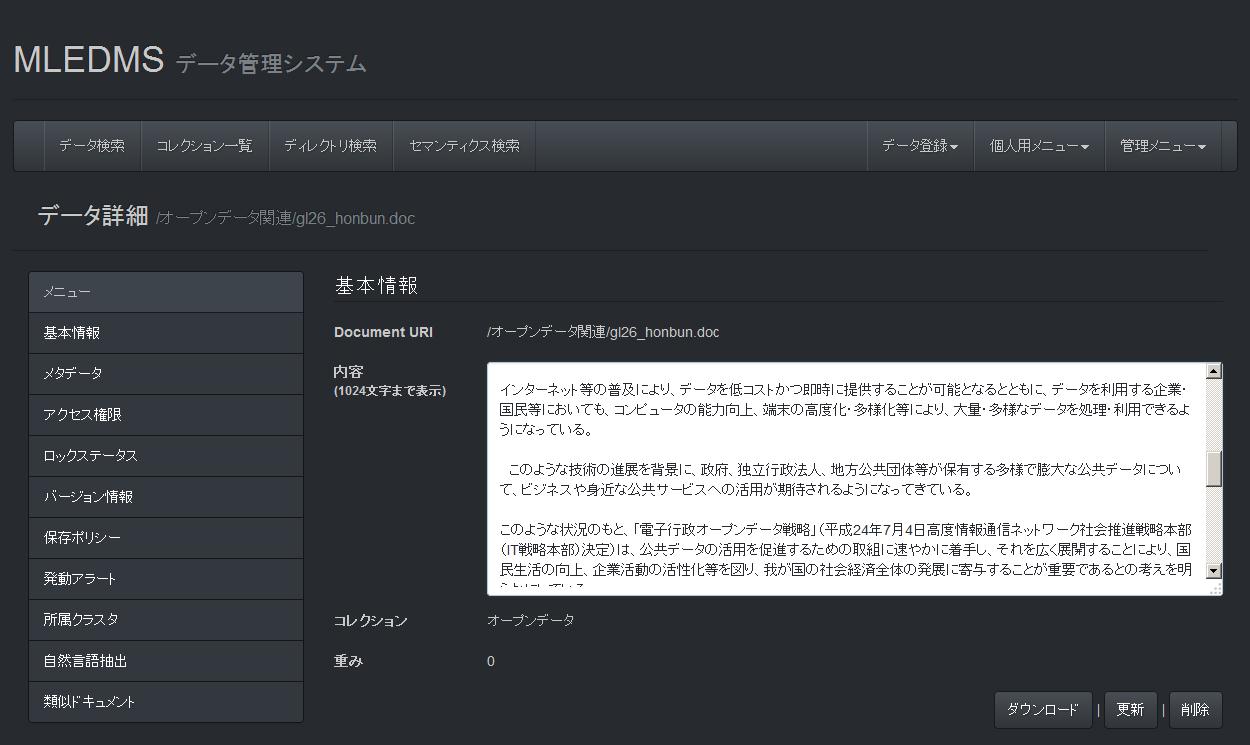 MLEDMS データ管理システム
データ検索 コレクション一覧 ディレクトリ検索 セマンティクス検索 データ登録 個人用メニュー 管理メニュー
データ詳細 /オープンデータ関連/gl26_honbun.doc
メニュー
基本情報
メタデータ
アクセス権限
ロックステータス
バージョン情報
保存ポリシー
発動アラート
所属クラスタ
自然言語抽出
類似ドキュメント
基本情報
Document URI /オープンデータ関連/gl26_honbun.doc
内容
(1024文字まで表示)
インターネット等の普及により、データを低コストかつ即時に提供することが可能となるとともに、データを利用する企業・
国民等においても、コンピュータの能力向上、端末の高度化・多様化等により、大量・多様なデータを処理・利用できるよ
うになっている。
このような技術の進展を背景に、政府、独立行政法人、地方公共団体等が保有する多様で膨大な公共データについ
て、ビジネスや身近な公共サービスへの活用が期待されるようになってきている。
このような状況のもと、「電子行政オープンデータ戦略」（平成24年7月4日高度情報通信ネットワーク社会推進戦略本部
（IT戦略本部）決定）は、公共データの活用を促進するための取組に速やかに着手し、それを広く展開することにより、国
民生活の向上、企業活動の活性化等を図り、我が国の社会経済全体の発展に寄与することが重要であるとの考えを明
コレクション オープンデータ
重み 0
ダウンロード | 更新 | 削除